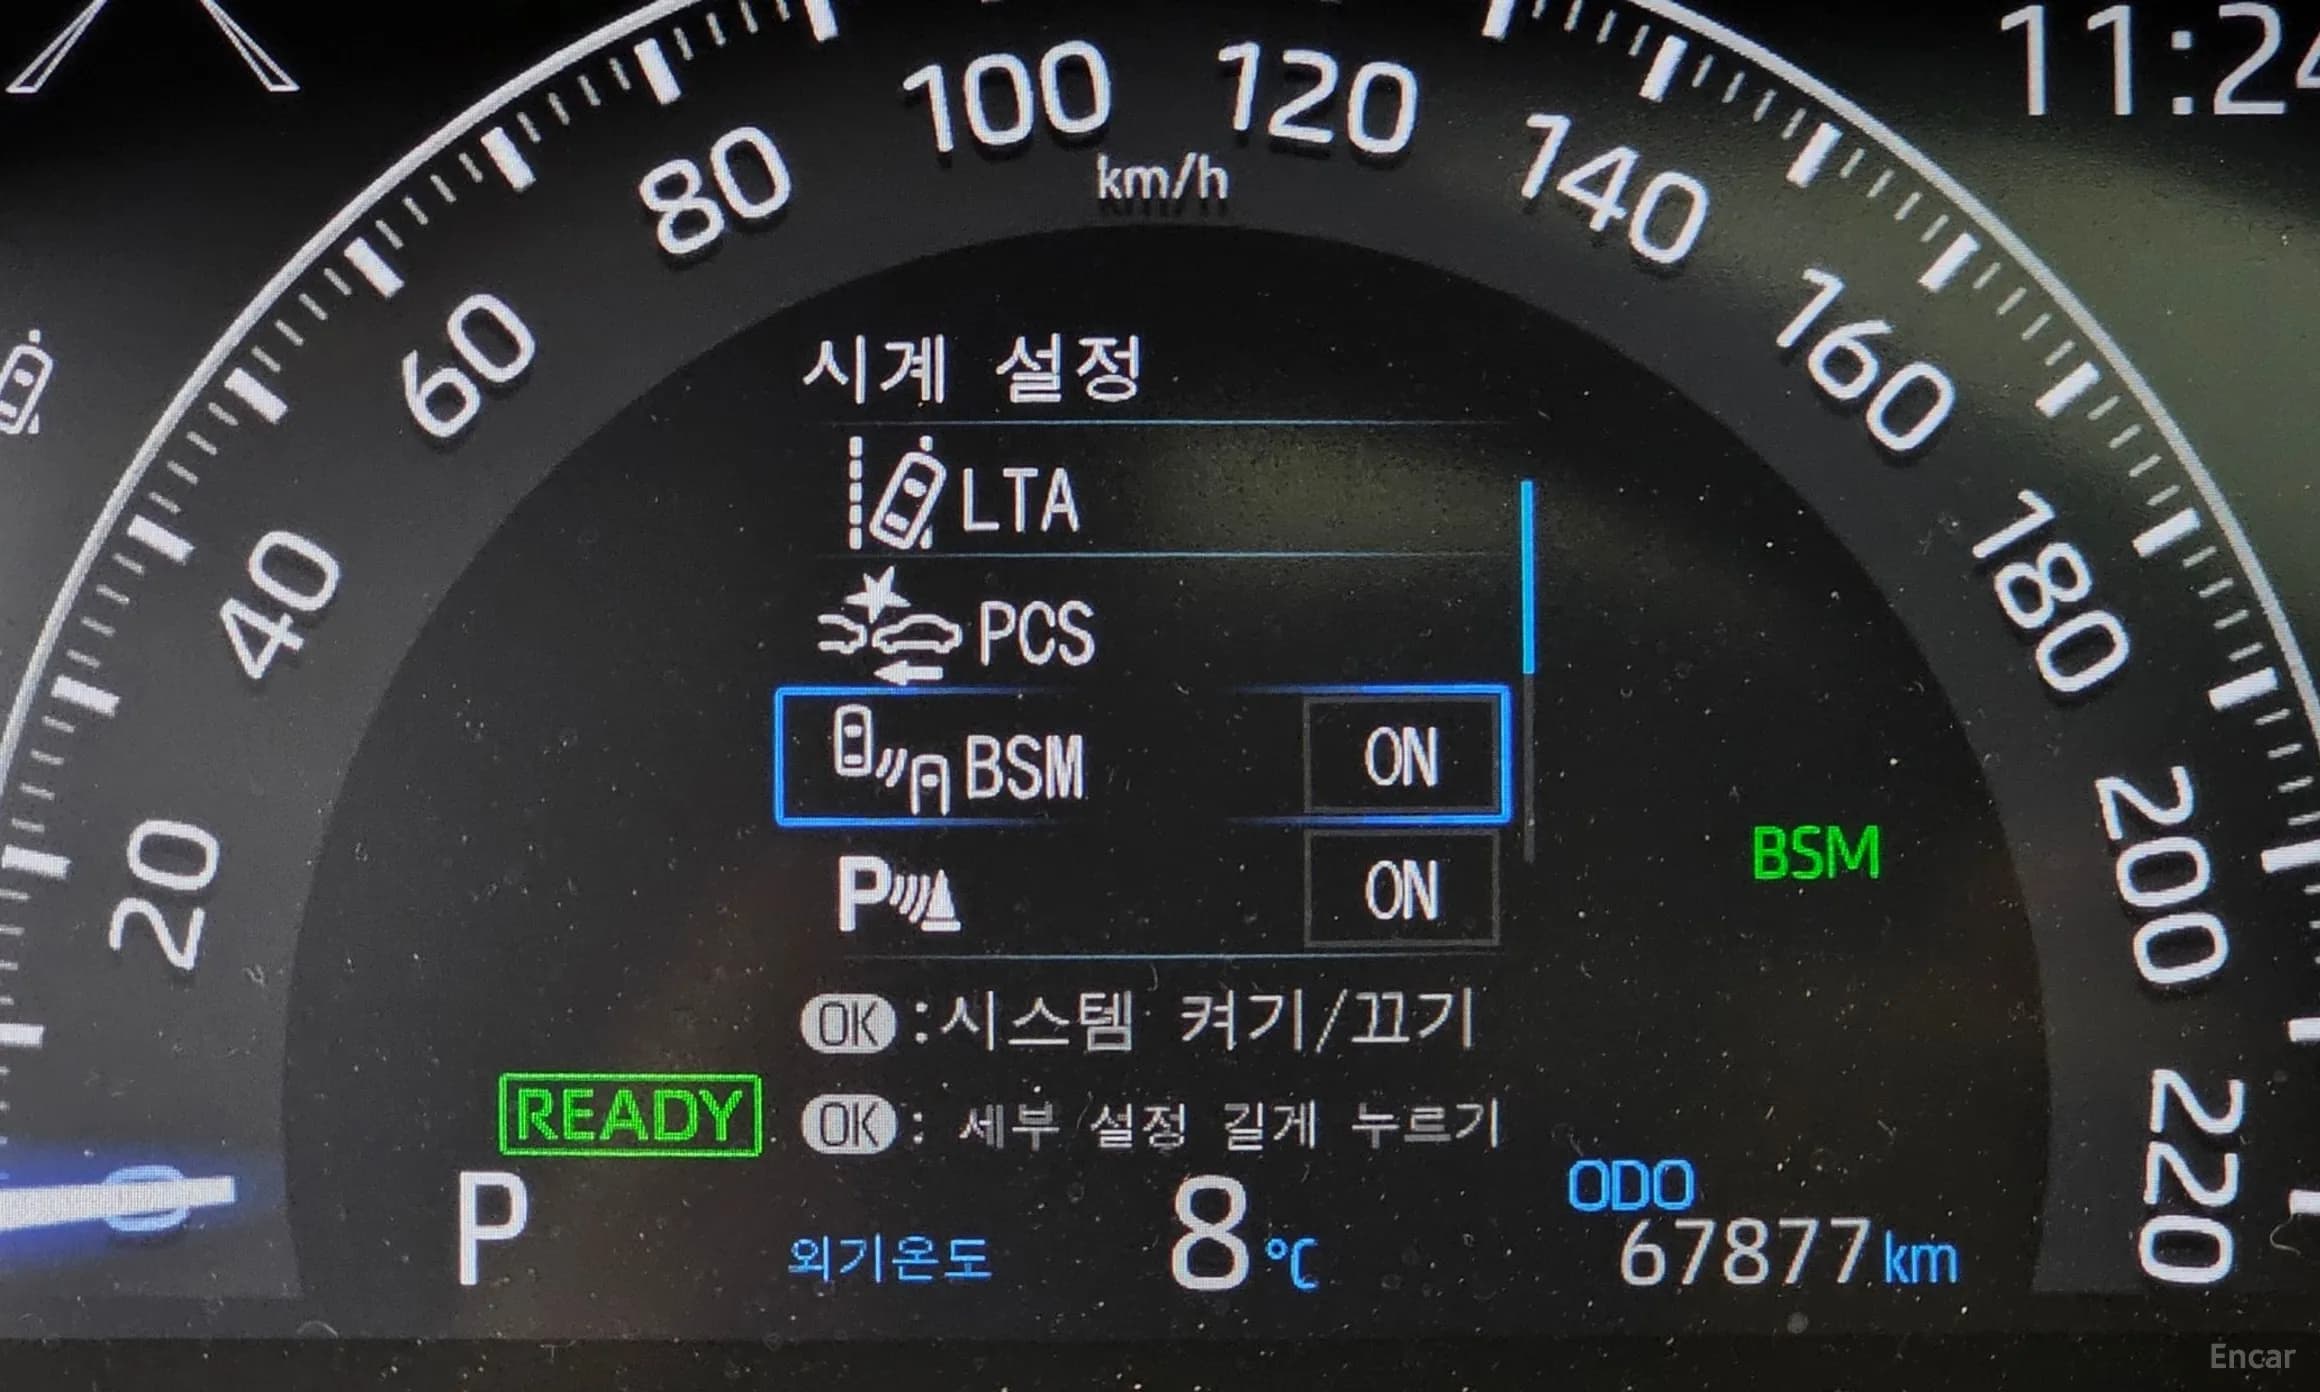 11:24
100 120
80 140
km/h
60 160
시계 설정
LTA
40 180
PCS
BSM ON
20 200
BSM
P ON
OK :시스템 켜기/끄기
READY
OK : 세부 설정 길게 누르기
0 220
P
외기온도 8 °C
ODO
67877 km
Encar